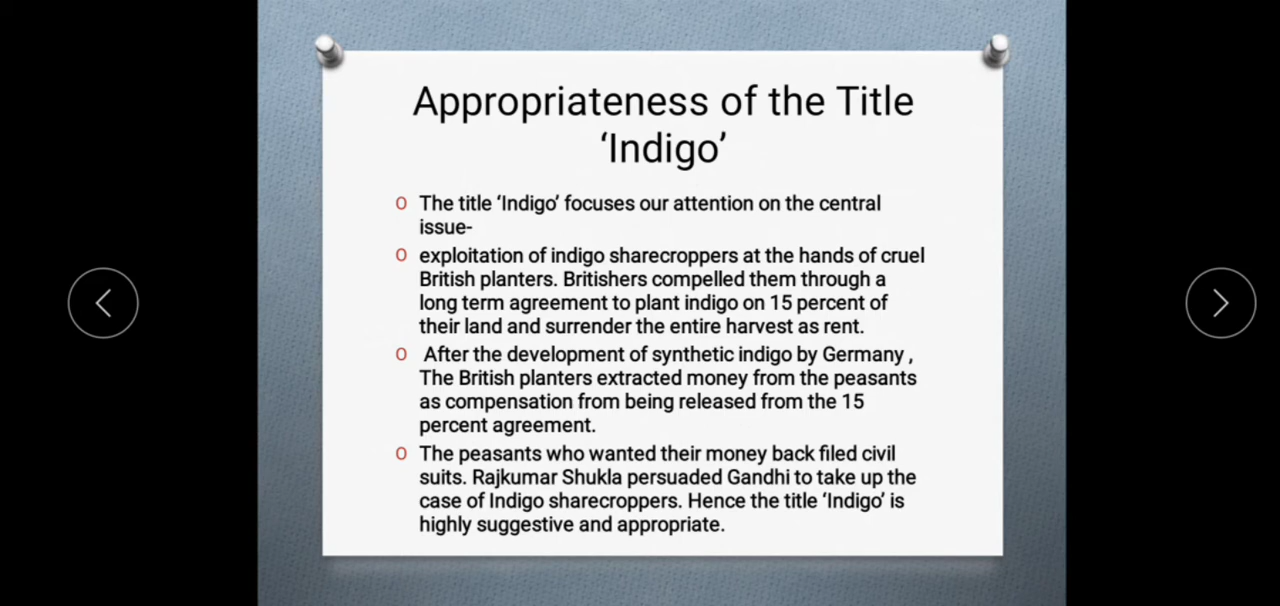 Appropriateness of the Title
‘Indigo’
O The title ‘Indigo’ focuses our attention on the central
issue-
O exploitation of indigo sharecroppers at the hands of cruel
British planters. Britishers compelled them through a
long term agreement to plant indigo on 15 percent of
their land and surrender the entire harvest as rent.
O After the development of synthetic indigo by Germany ,
The British planters extracted money from the peasants
as compensation from being released from the 15
percent agreement.
O The peasants who wanted their money back filed civil
suits. Rajkumar Shukla persuaded Gandhi to take up the
case of Indigo sharecroppers. Hence the title ‘Indigo’ is
highly suggestive and appropriate.